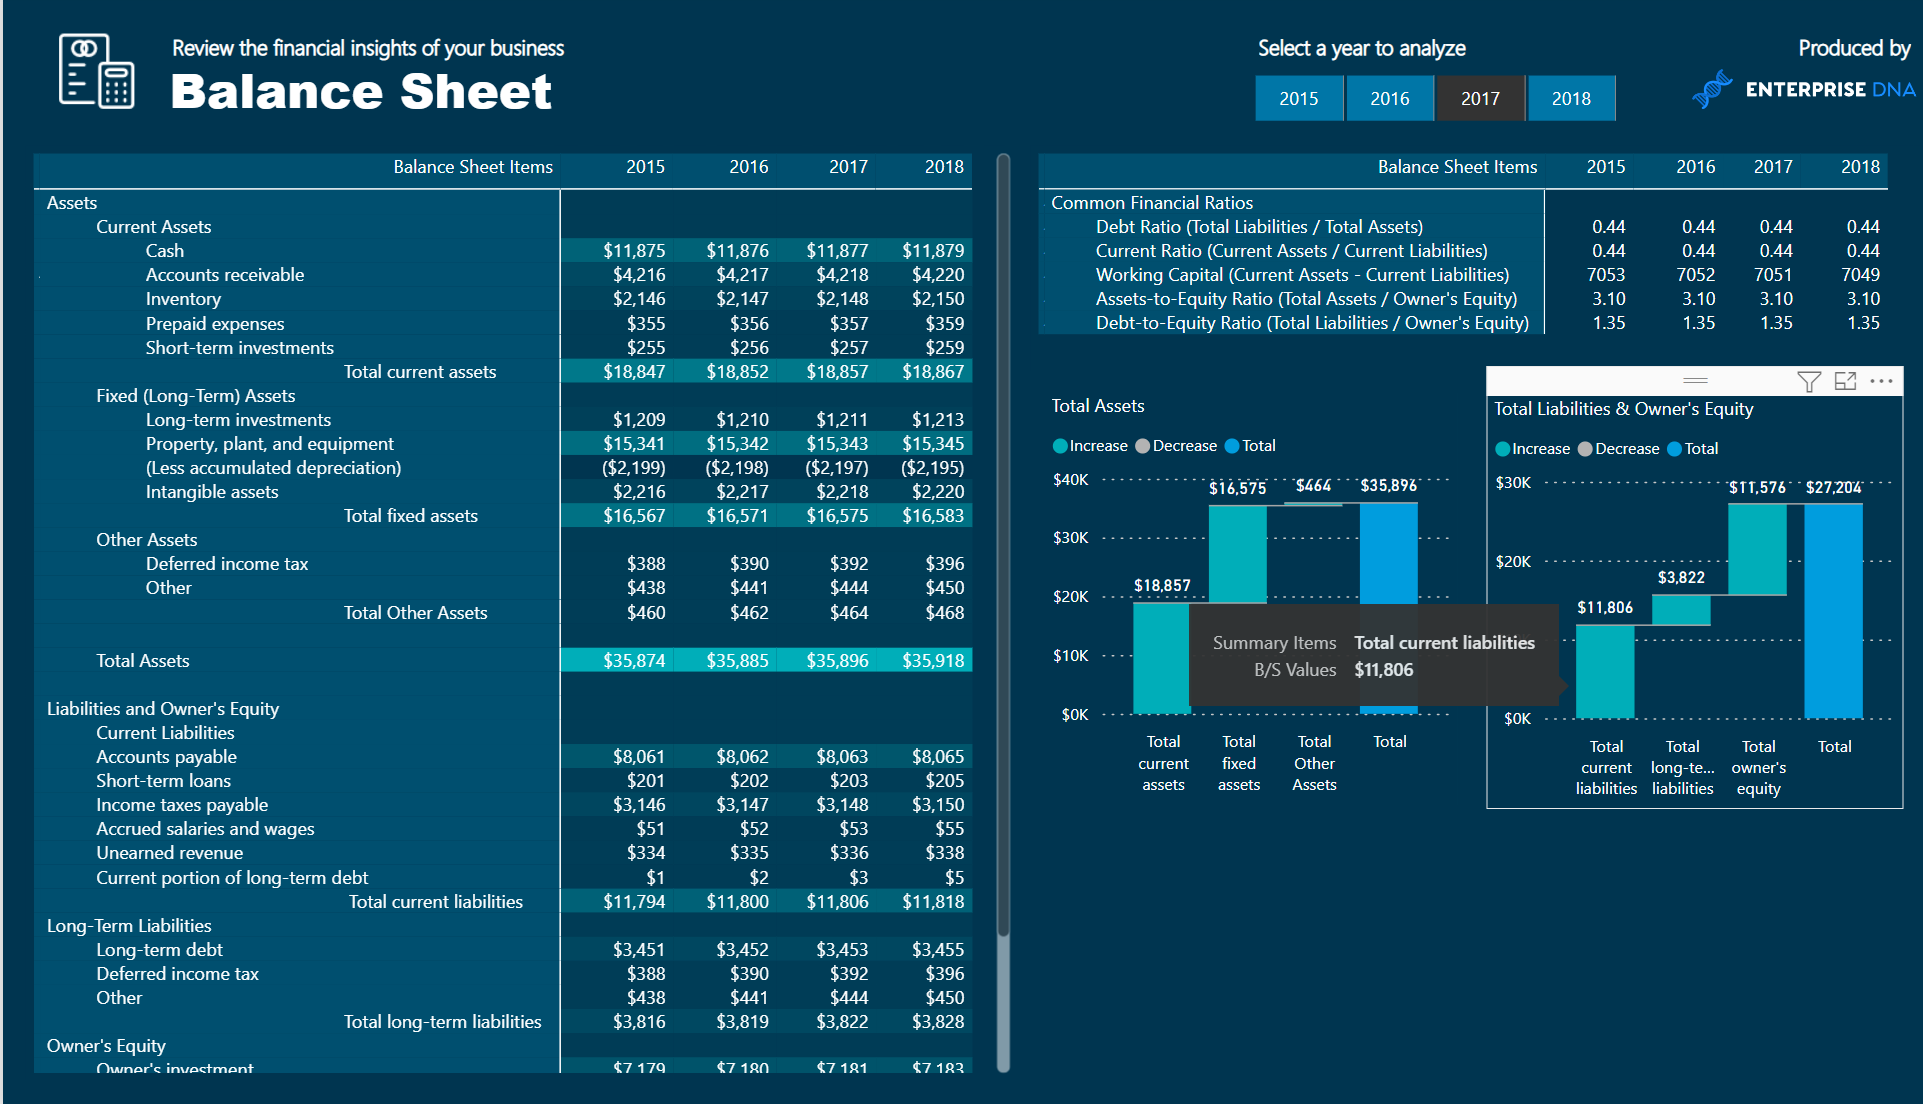 Review the financial insights of your business
Balance Sheet
Select a year to analyze
2015 2016 2017 2018
Produced by
ENTERPRISE DNA
Balance Sheet Items 2015 2016 2017 2018
Assets
Current Assets
Cash $11,875 $11,876 $11,877 $11,879
Accounts receivable $4,216 $4,217 $4,218 $4,220
Inventory $2,146 $2,147 $2,148 $2,150
Prepaid expenses $355 $356 $357 $359
Short-term investments $255 $256 $257 $259
Total current assets $18,847 $18,852 $18,857 $18,867
Fixed (Long-Term) Assets
Long-term investments $1,209 $1,210 $1,211 $1,213
Property, plant, and equipment $15,341 $15,342 $15,343 $15,345
(Less accumulated depreciation) ($2,199) ($2,198) ($2,197) ($2,195)
Intangible assets $2,216 $2,217 $2,218 $2,220
Total fixed assets $16,567 $16,571 $16,575 $16,583
Other Assets
Deferred income tax $388 $390 $392 $396
Other $438 $441 $444 $450
Total Other Assets $460 $462 $464 $468
Total Assets $35,874 $35,885 $35,896 $35,918
Liabilities and Owner's Equity
Current Liabilities
Accounts payable $8,061 $8,062 $8,063 $8,065
Short-term loans $201 $202 $203 $205
Income taxes payable $3,146 $3,147 $3,148 $3,150
Accrued salaries and wages $51 $52 $53 $55
Unearned revenue $334 $335 $336 $338
Current portion of long-term debt $1 $2 $3 $5
Total current liabilities $11,794 $11,800 $11,806 $11,818
Long-Term Liabilities
Long-term debt $3,451 $3,452 $3,453 $3,455
Deferred income tax $388 $390 $392 $396
Other $438 $441 $444 $450
Total long-term liabilities $3,816 $3,819 $3,822 $3,828
Owner's Equity
Owner's investment $7,179 $7,180 $7,181 $7,183
Balance Sheet Items 2015 2016 2017 2018
Common Financial Ratios
Debt Ratio (Total Liabilities / Total Assets) 0.44 0.44 0.44 0.44
Current Ratio (Current Assets / Current Liabilities) 0.44 0.44 0.44 0.44
Working Capital (Current Assets - Current Liabilities) 7053 7052 7051 7049
Assets-to-Equity Ratio (Total Assets / Owner's Equity) 3.10 3.10 3.10 3.10
Debt-to-Equity Ratio (Total Liabilities / Owner's Equity) 1.35 1.35 1.35 1.35
Total Assets
Increase Decrease Total
$40K
$16,575 $464 $35,896
$30K
$18,857
$20K
$10K
$0K
Total Total Total Total
current fixed Other
assets assets Assets
Summary Items Total current liabilities
B/S Values $11,806
Total Liabilities & Owner's Equity
Increase Decrease Total
$30K
$11,576 $27,204
$20K
$3,822
$11,806
$0K
Total Total Total Total
current long-te... owner's
liabilities liabilities equity